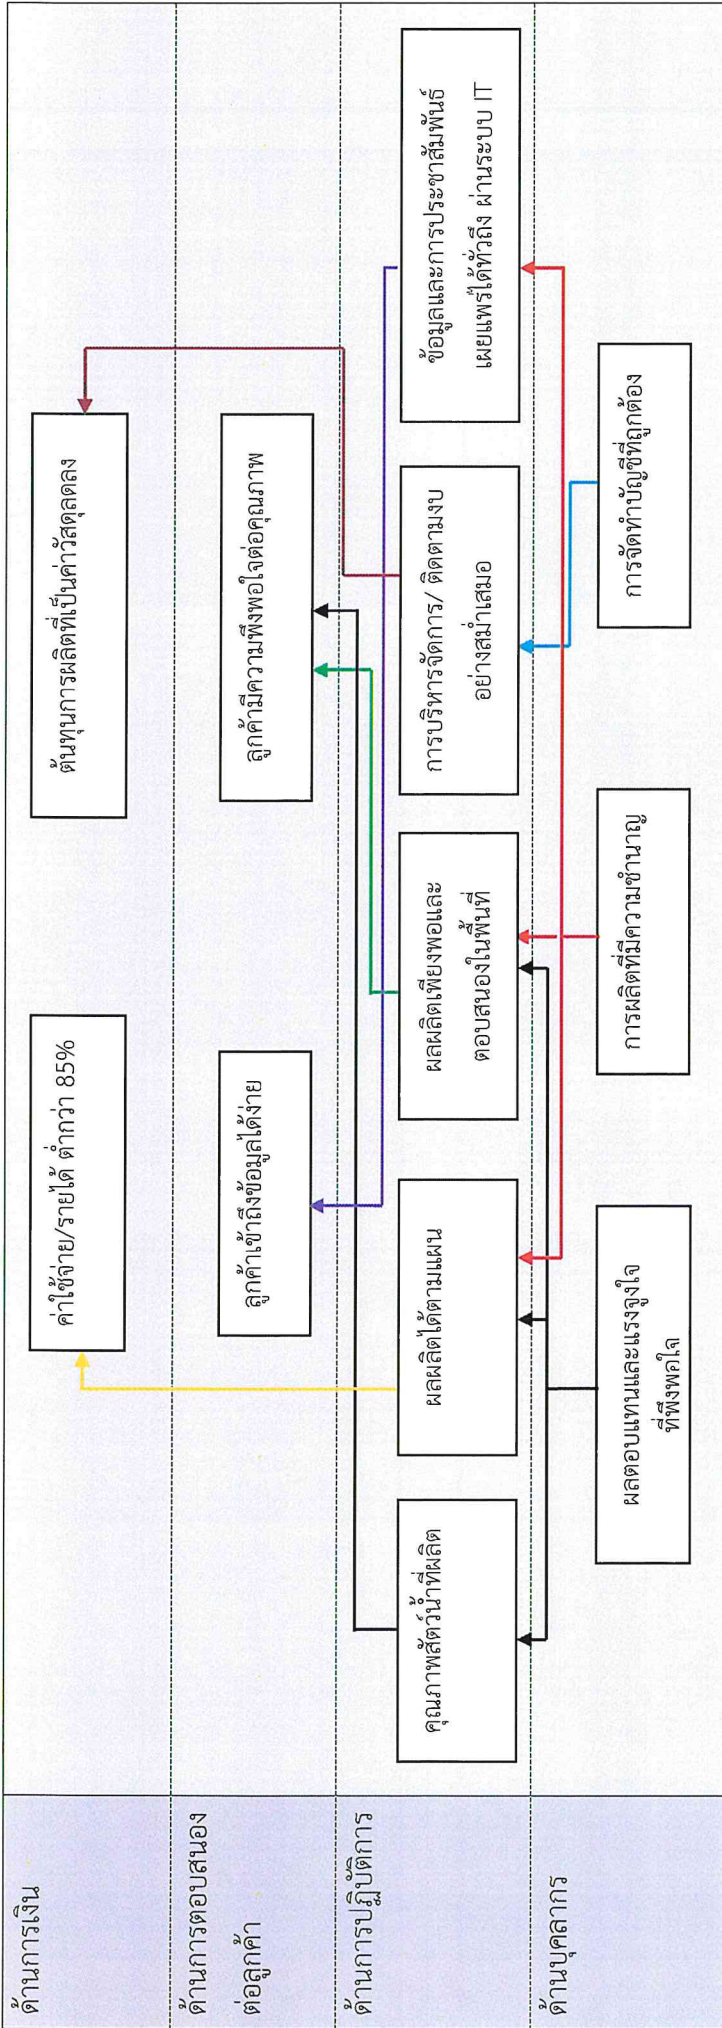 ด้านการเงิน
ค่าใช้จ่าย/รายได้ ต่ำกว่า 85%
ต้นทุนการผลิตที่เป็นค่าวัสดุลดลง
ด้านการตอบสนอง
ต่อลูกค้า
ลูกค้าเข้าถึงข้อมูลได้ง่าย
ลูกค้ามีความพึงพอใจต่อคุณภาพ
ด้านการปฏิบัติการ
คุณภาพสัตว์น้ำที่ผลิต
ผลผลิตได้ตามแผน
ผลผลิตเพียงพอและ
ตอบสนองในพื้นที่
การบริหารจัดการ/ ติดตามงบ
อย่างสม่ำเสมอ
ข้อมูลและการประชาสัมพันธ์
เผยแพร่ได้ทั่วถึง ผ่านระบบ IT
ด้านบุคลากร
ผลตอบแทนและแรงจูงใจ
ที่พึงพอใจ
การผลิตที่มีความชำนาญ
การจัดทำบัญชีที่ถูกต้อง